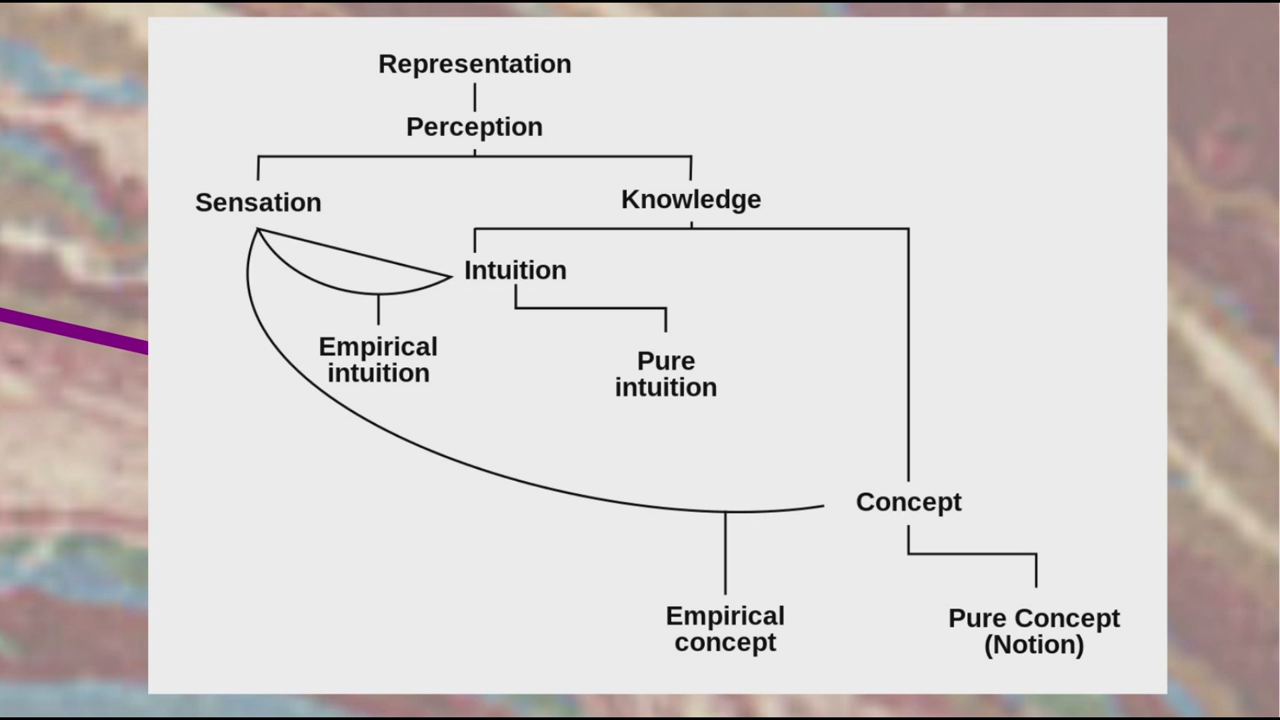 Representation
Perception
Sensation
Knowledge
Intuition
Empirical
intuition
Pure
intuition
Concept
Empirical
concept
Pure Concept
(Notion)